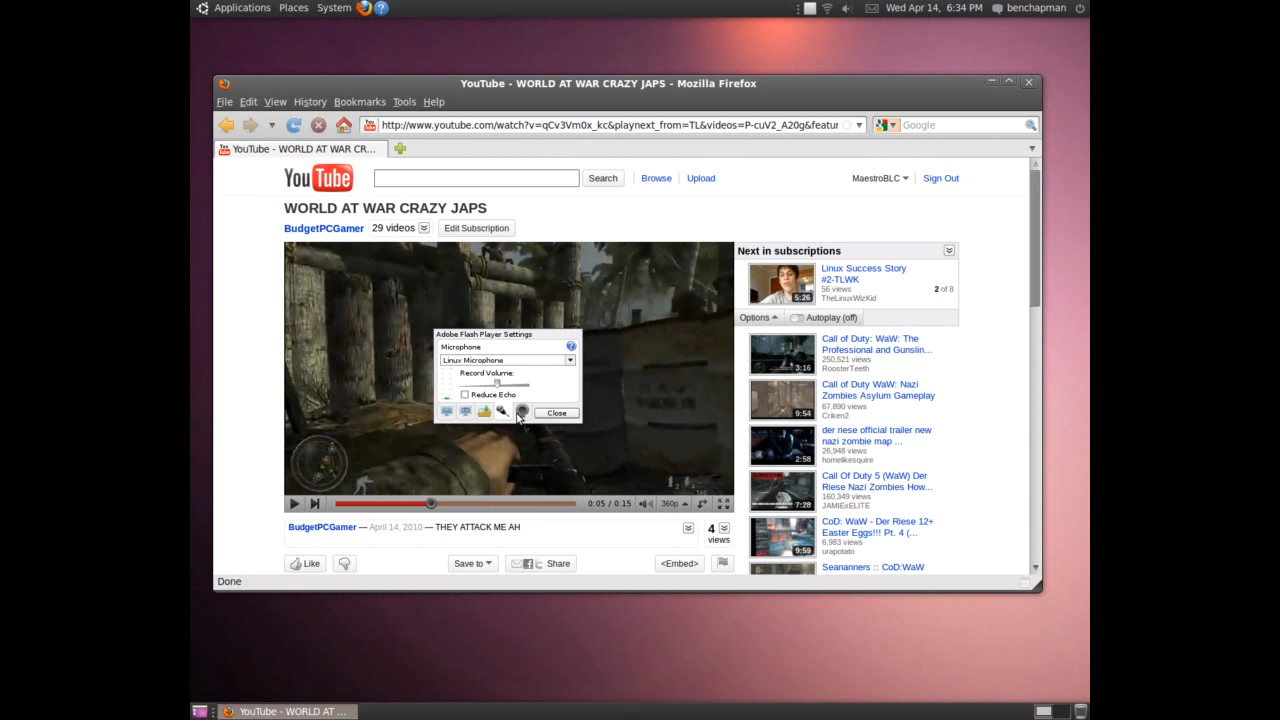 Applications Places System Wed Apr 14, 6:34 PM benchapman
YouTube - WORLD AT WAR CRAZY JAPS - Mozilla Firefox
File Edit View History Bookmarks Tools Help
http://www.youtube.com/watch?v=qCv3Vm0x_kc&playnext_from=TL&videos=P-cuV2_A20g&featur Google
YouTube - WORLD AT WAR CR...
YouTube Search Browse Upload MaestroBLC Sign Out
WORLD AT WAR CRAZY JAPS
BudgetPCGamer 29 videos Edit Subscription
Adobe Flash Player Settings
Microphone
Linux Microphone
Record Volume:
Reduce Echo
Close
0:05 / 0:15 360p
BudgetPCGamer — April 14, 2010 — THEY ATTACK ME AH
4
views
Like Save to Share <Embed>
Next in subscriptions
Linux Success Story
#2-TLWK
56 views
TheLinuxWizKid
5:26
2 of 8
Options Autoplay (off)
Call of Duty: WaW: The
Professional and Gunslin...
250,521 views
RoosterTeeth
3:16
Call of Duty WaW: Nazi
Zombies Asylum Gameplay
67,890 views
Criken2
9:54
der riese official trailer new
nazi zombie map ...
26,948 views
homelikesquire
2:58
Call Of Duty 5 (WaW) Der
Riese Nazi Zombies How...
160,349 views
JAMIExELITE
7:28
CoD: WaW - Der Riese 12+
Easter Eggs!!! Pt. 4 (...
6,983 views
urapotato
9:59
Seananners :: CoD:WaW
Done
YouTube - WORLD AT ...